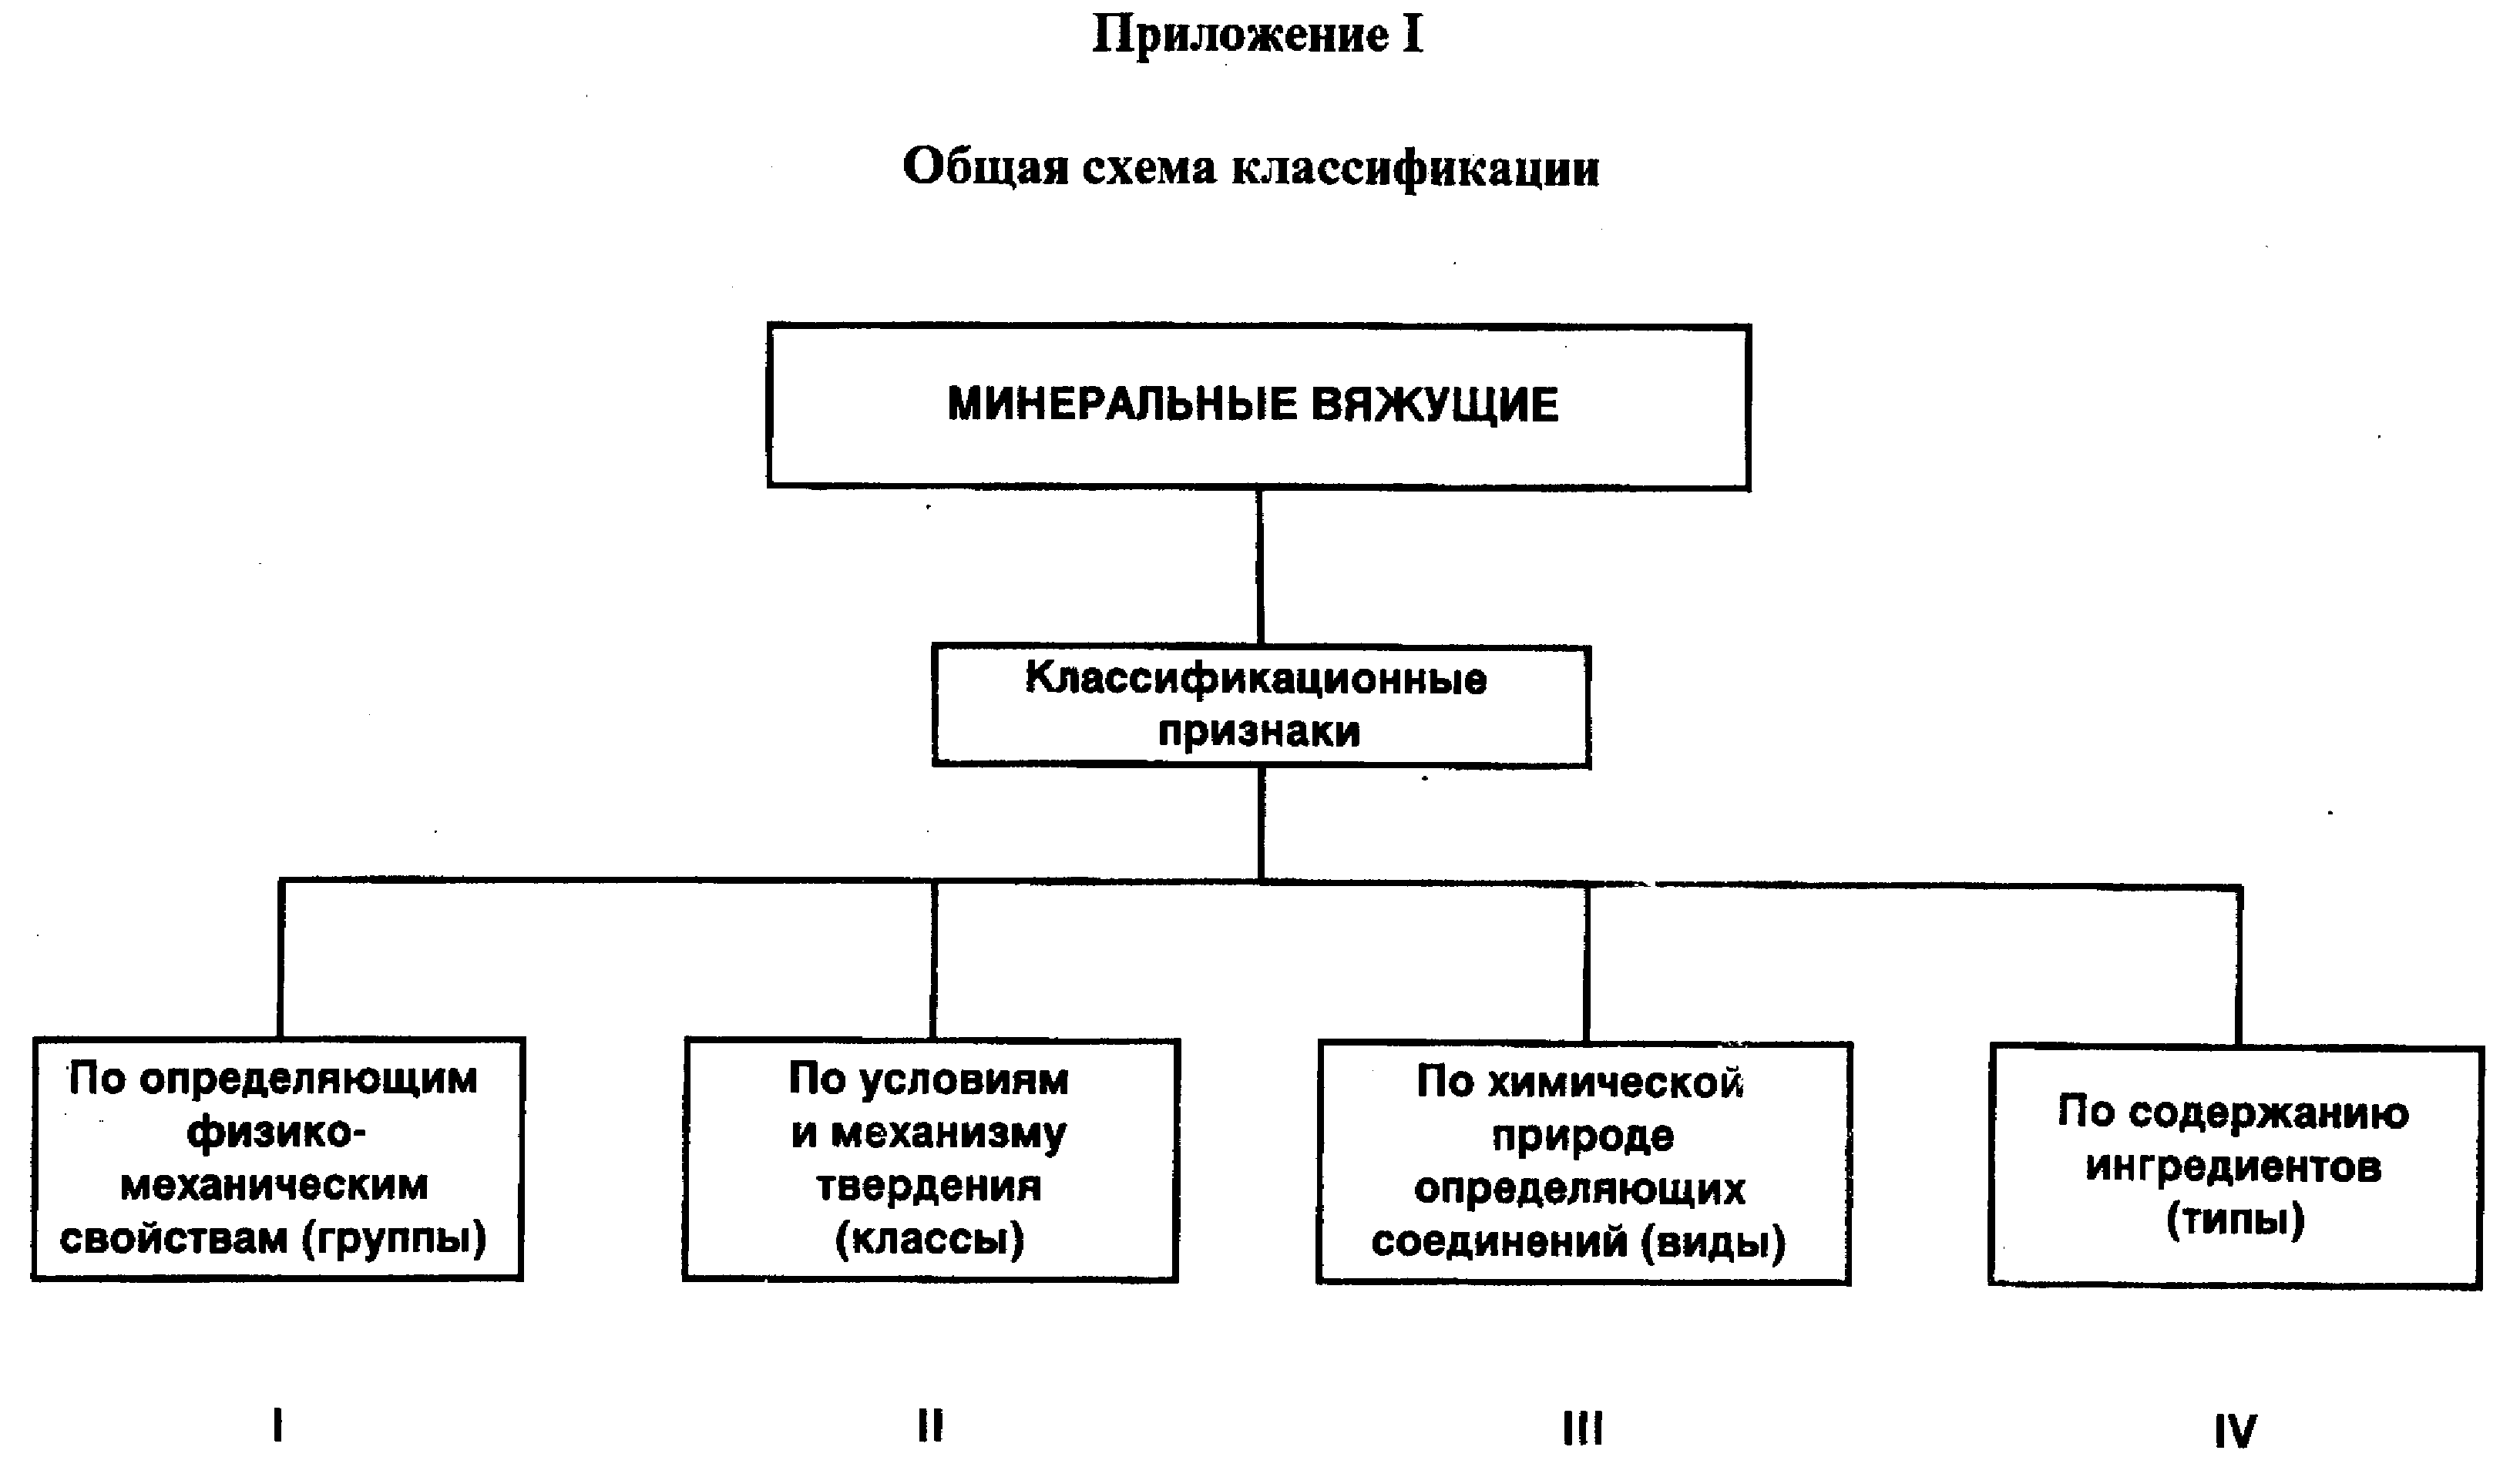 Приложение I
Общая схема классификации
МИНЕРАЛЬНЫЕ ВЯЖУЩИЕ
Классификационные
признаки
По определяющим
физико-
механическим
свойствам (группы)
По условиям
и механизму
твердения
(классы)
По химической
природе
определяющих
соединений (виды)
По содержанию
ингредиентов
(типы)
I
II
III
IV